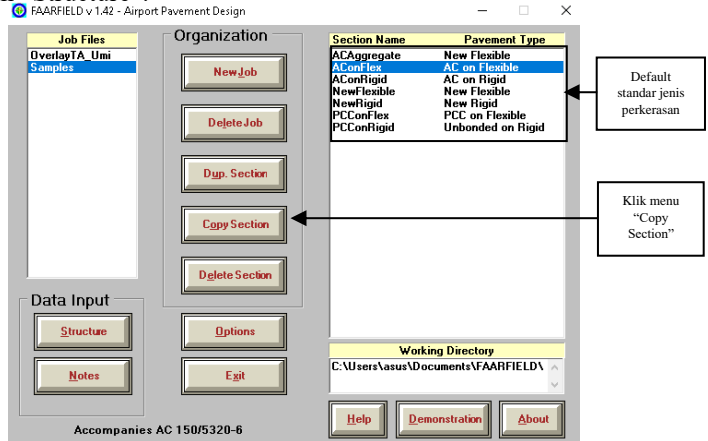 FAARFIELD v 1.42 - Airport Pavement Design
Job Files
OverlayTA_Umi
Samples
Organization
New Job
Delete Job
Dup. Section
Copy Section
Delete Section
Data Input
Structure
Notes
Options
Exit
Section Name Pavement Type
ACAggregate New Flexible
AConFlex AC on Flexible
AConRigid AC on Rigid
NewFlexible New Flexible
NewRigid New Rigid
PCConFlex PCC on Flexible
PCConRigid Unbonded on Rigid
Default
standar jenis
perkerasan
Klik menu
“Copy
Section”
Working Directory
C:\Users\asus\Documents\FAARFIELD\
Help
Demonstration
About
Accompanies AC 150/5320-6